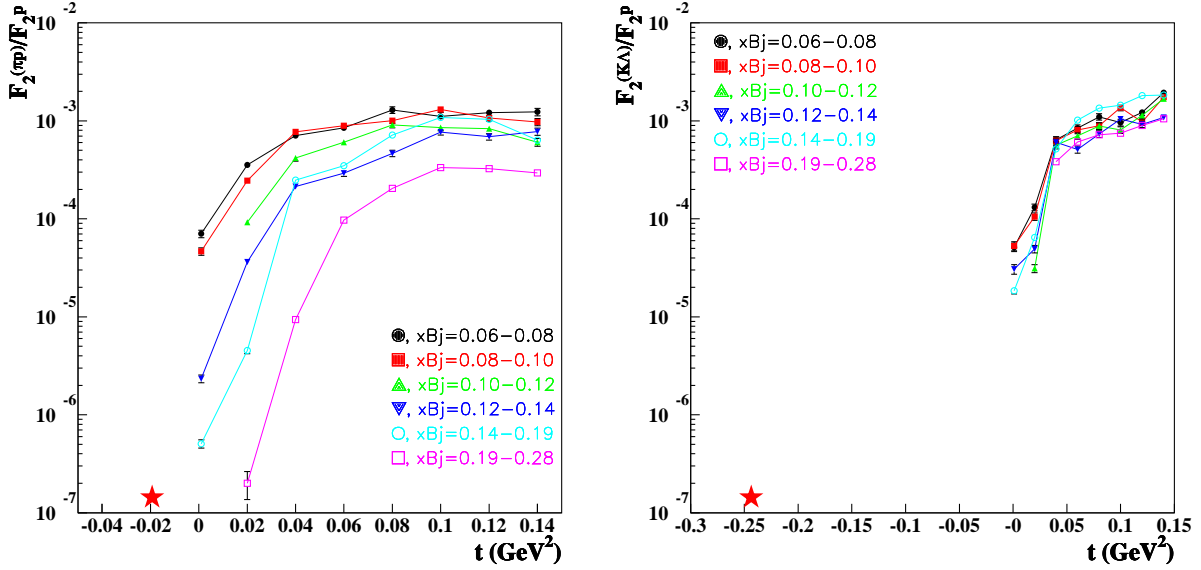 F₂⁽πp⁾/F₂p
10⁻²
10⁻³
10⁻⁴
10⁻⁵
10⁻⁶
10⁻⁷
, xBj=0.06−0.08
, xBj=0.08−0.10
, xBj=0.10−0.12
, xBj=0.12−0.14
, xBj=0.14−0.19
, xBj=0.19−0.28
-0.04 -0.02 0 0.02 0.04 0.06 0.08 0.1 0.12 0.14
t (GeV²)
F₂⁽KΛ⁾/F₂p
10⁻²
10⁻³
10⁻⁴
10⁻⁵
10⁻⁶
10⁻⁷
, xBj=0.06−0.08
, xBj=0.08−0.10
, xBj=0.10−0.12
, xBj=0.12−0.14
, xBj=0.14−0.19
, xBj=0.19−0.28
-0.3 -0.25 -0.2 -0.15 -0.1 -0.05 -0 0.05 0.1 0.15
t (GeV²)